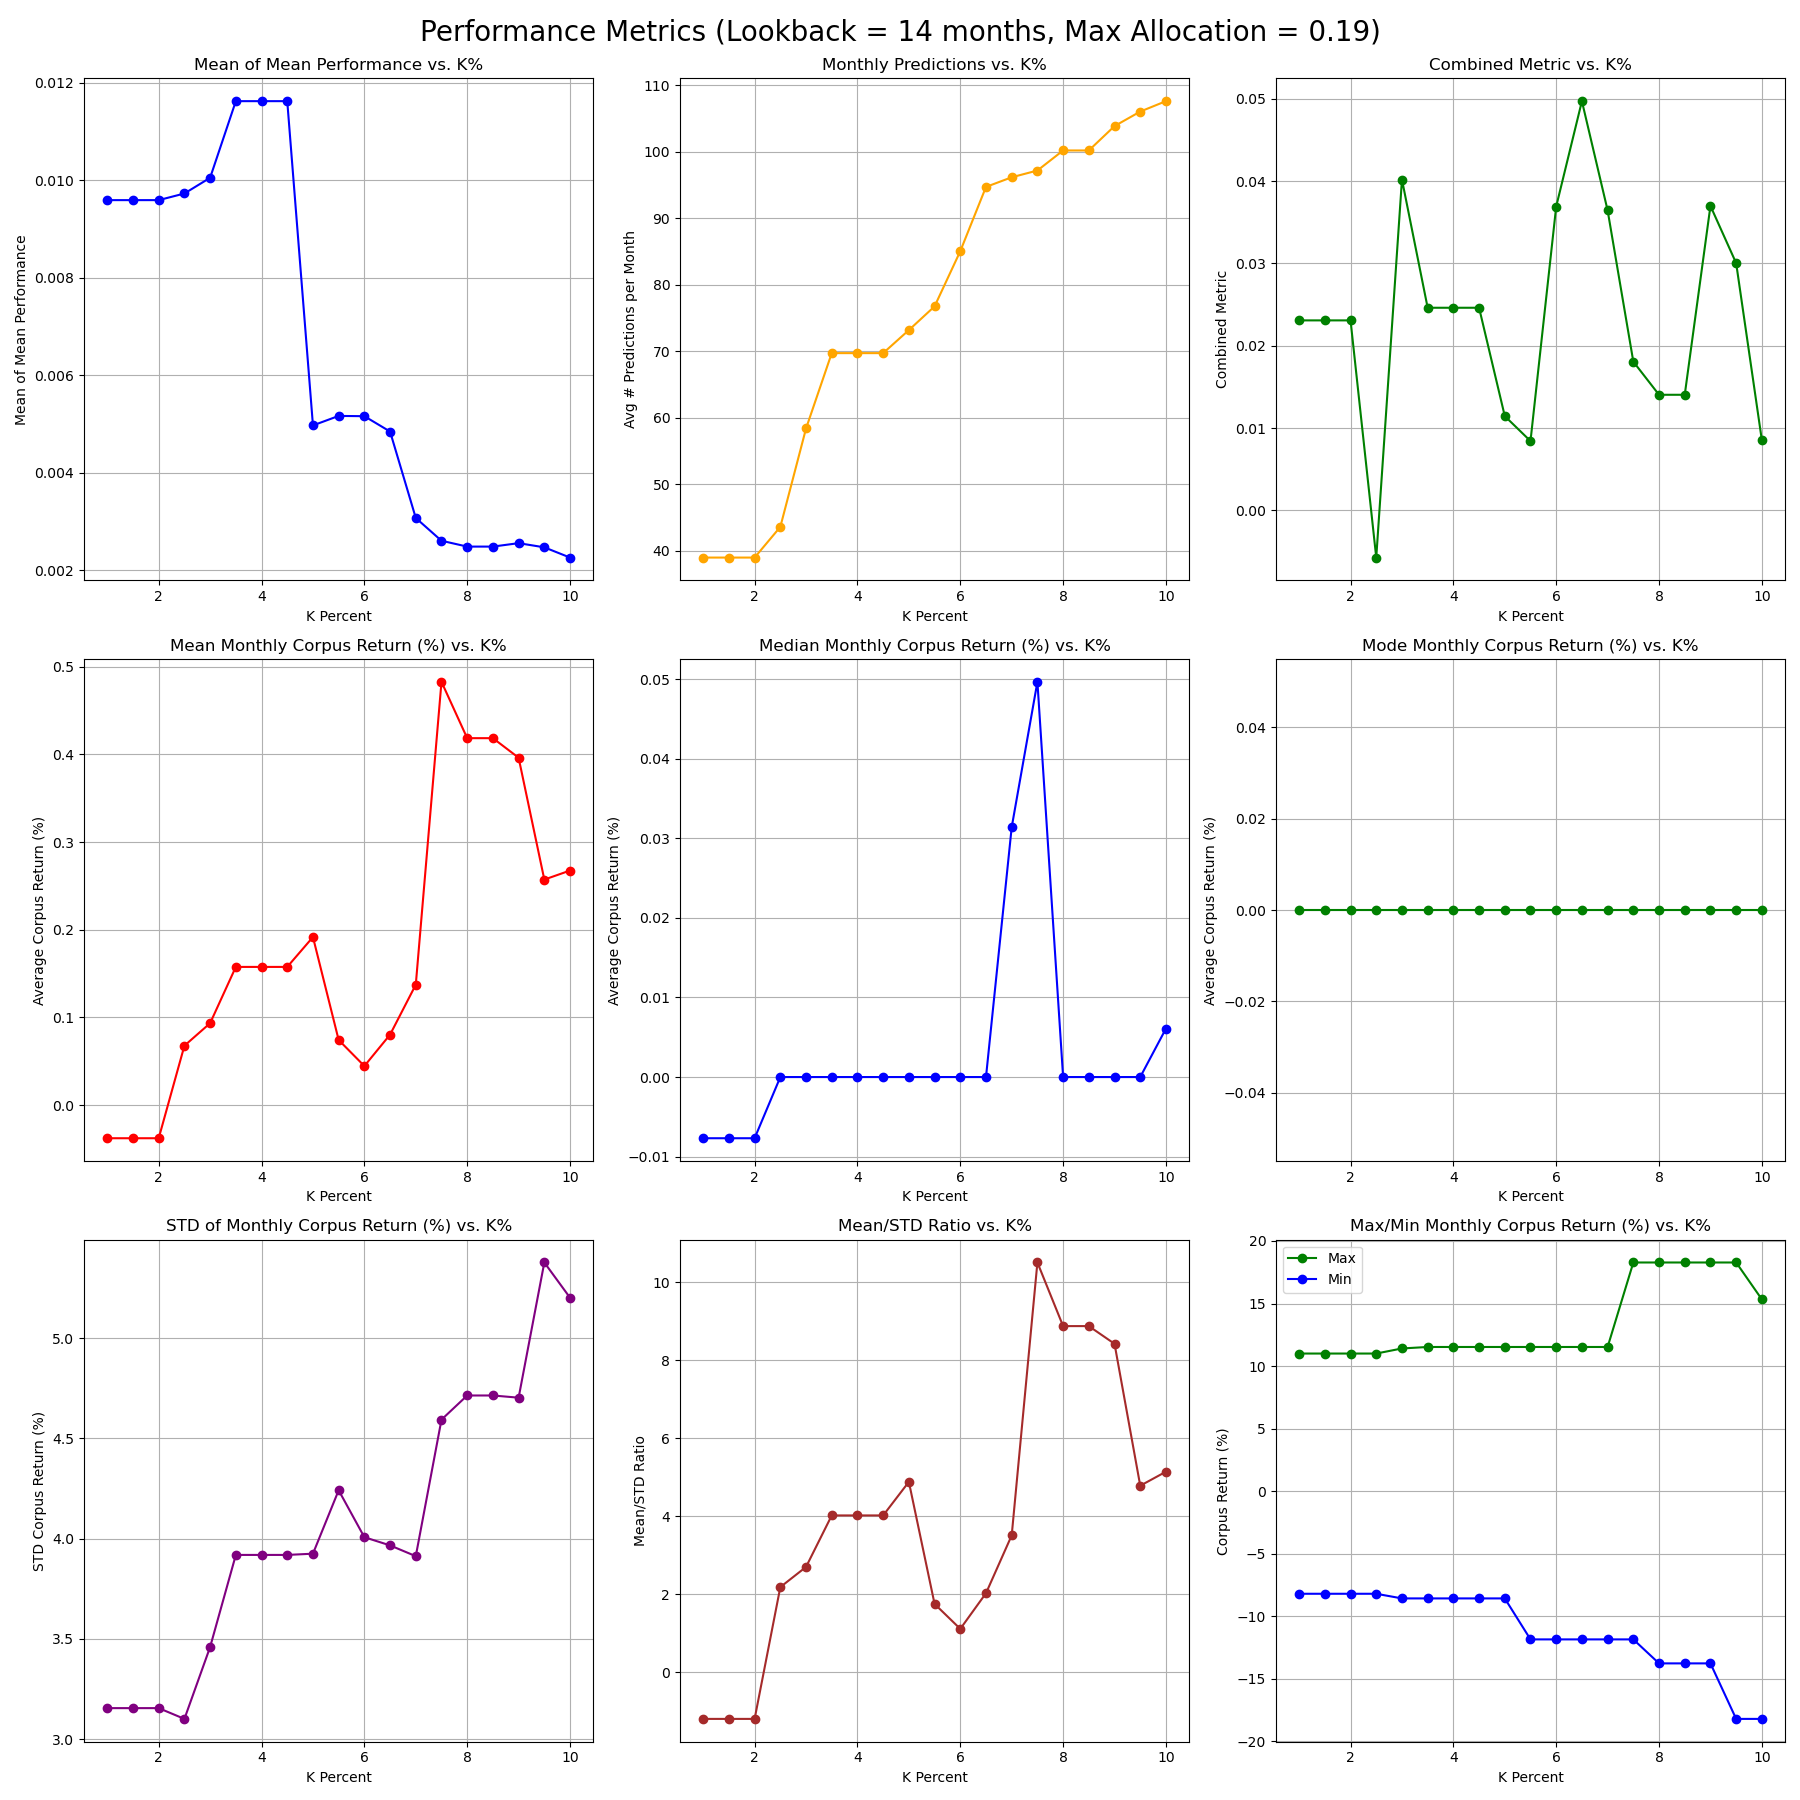 Performance Metrics (Lookback = 14 months, Max Allocation = 0.19)
Mean of Mean Performance vs. K%
Mean of Mean Performance
0.012
0.010
0.008
0.006
0.004
0.002
2 4 6 8 10
K Percent
Monthly Predictions vs. K%
Avg # Predictions per Month
110
100
90
80
70
60
50
40
2 4 6 8 10
K Percent
Combined Metric vs. K%
Combined Metric
0.05
0.04
0.03
0.02
0.01
0.00
2 4 6 8 10
K Percent
Mean Monthly Corpus Return (%) vs. K%
Average Corpus Return (%)
0.5
0.4
0.3
0.2
0.1
0.0
2 4 6 8 10
K Percent
Median Monthly Corpus Return (%) vs. K%
Average Corpus Return (%)
0.05
0.04
0.03
0.02
0.01
0.00
−0.01
2 4 6 8 10
K Percent
Mode Monthly Corpus Return (%) vs. K%
Average Corpus Return (%)
0.04
0.02
0.00
−0.02
−0.04
2 4 6 8 10
K Percent
STD of Monthly Corpus Return (%) vs. K%
STD Corpus Return (%)
5.0
4.5
4.0
3.5
3.0
2 4 6 8 10
K Percent
Mean/STD Ratio vs. K%
Mean/STD Ratio
10
8
6
4
2
0
2 4 6 8 10
K Percent
Max/Min Monthly Corpus Return (%) vs. K%
Max
Min
Corpus Return (%)
20
15
10
5
0
−5
−10
−15
−20
2 4 6 8 10
K Percent